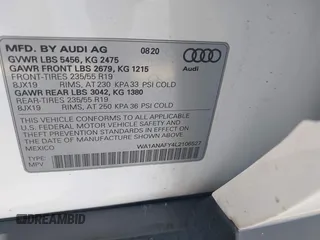 MFD. BY AUDI AG 08/20
GVWR LBS 5456, KG 2475
GAWR FRONT LBS 2679, KG 1215
FRONT-TIRES 235/55 R19
8JX19 RIMS, AT 230 KPA 33 PSI COLD
GAWR REAR LBS 3042, KG 1380
REAR-TIRES 235/55 R19
8JX19 RIMS, AT 250 KPA 36 PSI COLD
Audi
THIS VEHICLE CONFORMS TO ALL APPLICABLE
U.S. FEDERAL MOTOR VEHICLE SAFETY STANDARDS
IN EFFECT ON THE DATE OF MANUFACTURE SHOWN ABOVE
MEXICO
TYPE:
MPV
DREAMBID